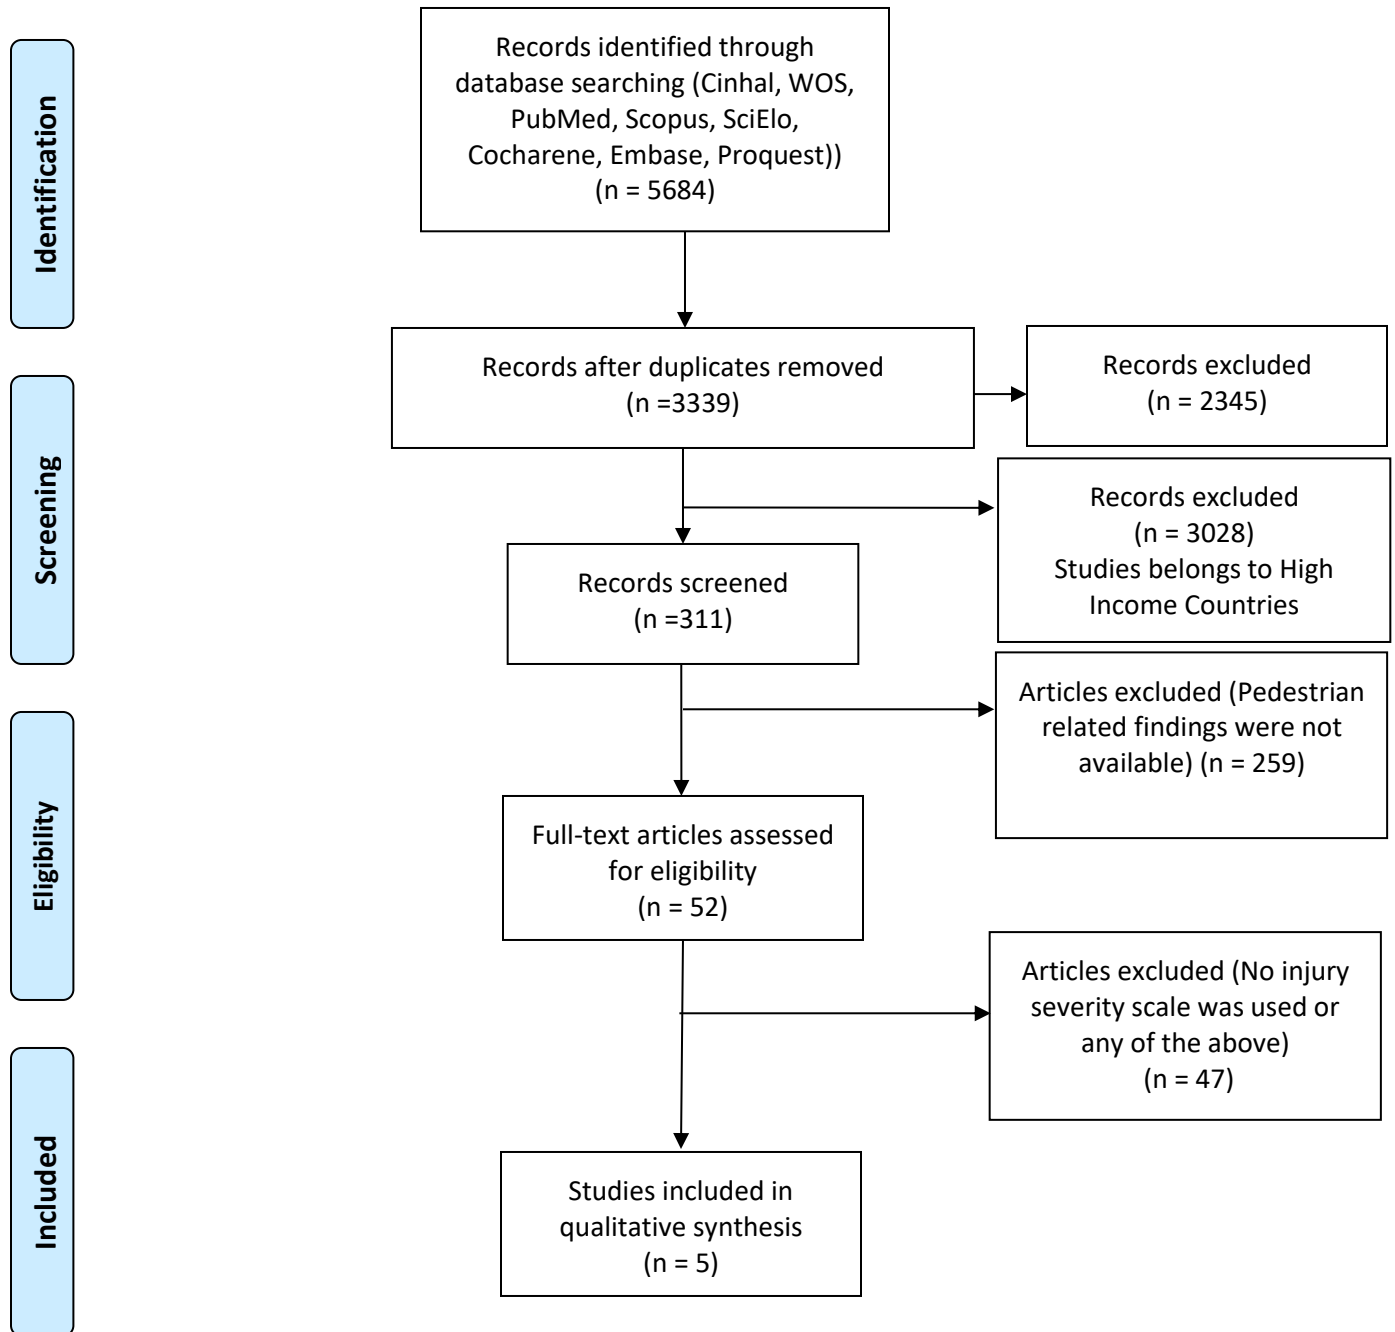 Identification
Records identified through
database searching (Cinhal, WOS,
PubMed, Scopus, SciElo,
Cocharene, Embase, Proquest))
(n = 5684)
Screening
Records after duplicates removed
(n =3339)
Records excluded
(n = 2345)
Records excluded
(n = 3028)
Studies belongs to High
Income Countries
Records screened
(n =311)
Articles excluded (Pedestrian
related findings were not
available) (n = 259)
Eligibility
Full-text articles assessed
for eligibility
(n = 52)
Articles excluded (No injury
severity scale was used or
any of the above)
(n = 47)
Included
Studies included in
qualitative synthesis
(n = 5)